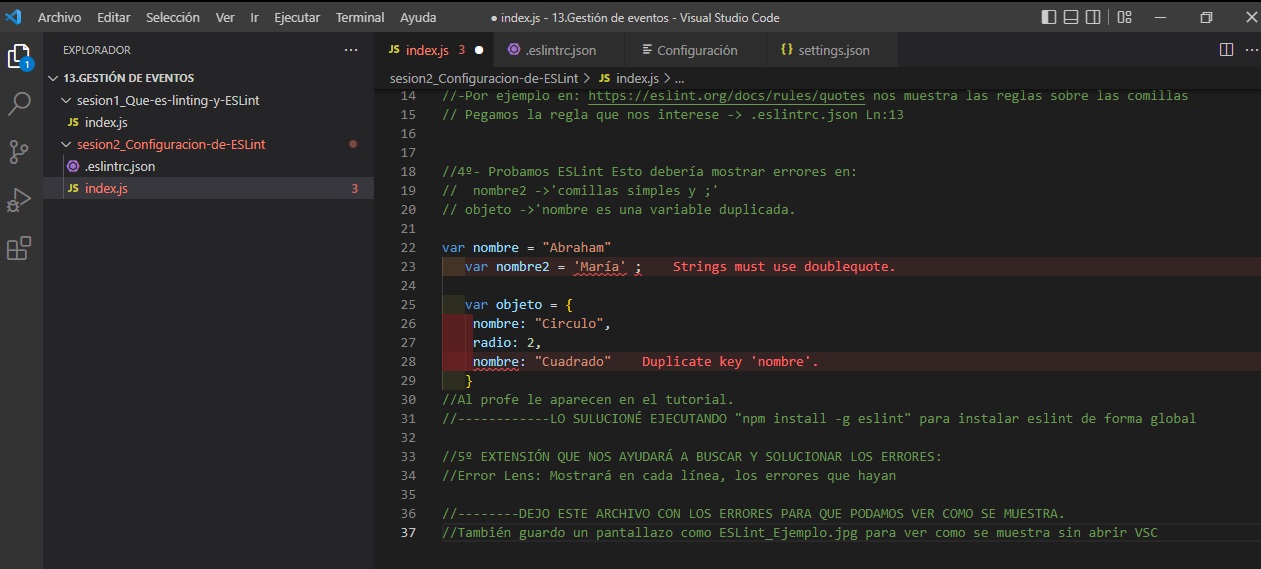 Archivo Editar Selección Ver Ir Ejecutar Terminal Ayuda
● index.js - 13.Gestión de eventos - Visual Studio Code
EXPLORADOR
13.GESTIÓN DE EVENTOS
sesion1_Que-es-linting-y-ESLint
JS index.js
sesion2_Configuracion-de-ESLint
.eslintrc.json
JS index.js 3
1
JS index.js 3 ●
.eslintrc.json
Configuración
{} settings.json
sesion2_Configuracion-de-ESLint > JS index.js > ...
14 //-Por ejemplo en: https://eslint.org/docs/rules/quotes nos muestra las reglas sobre las comillas
15 // Pegamos la regla que nos interese -> .eslintrc.json Ln:13
16
17
18 //4º- Probamos ESLint Esto debería mostrar errores en:
19 //  nombre2 ->'comillas simples y ;'
20 // objeto ->'nombre es una variable duplicada.
21
22 var nombre = "Abraham"
23 var nombre2 = 'María' ; Strings must use doublequote.
24
25 var objeto = {
26 nombre: "Circulo",
27 radio: 2,
28 nombre: "Cuadrado" Duplicate key 'nombre'.
29 }
30 //Al profe le aparecen en el tutorial.
31 //------------LO SULUCIONÉ EJECUTANDO "npm install -g eslint" para instalar eslint de forma global
32
33 //5º EXTENSIÓN QUE NOS AYUDARÁ A BUSCAR Y SOLUCIONAR LOS ERRORES:
34 //Error Lens: Mostrará en cada línea, los errores que hayan
35
36 //--------DEJO ESTE ARCHIVO CON LOS ERRORES PARA QUE PODAMOS VER COMO SE MUESTRA.
37 //También guardo un pantallazo como ESLint_Ejemplo.jpg para ver como se muestra sin abrir VSC